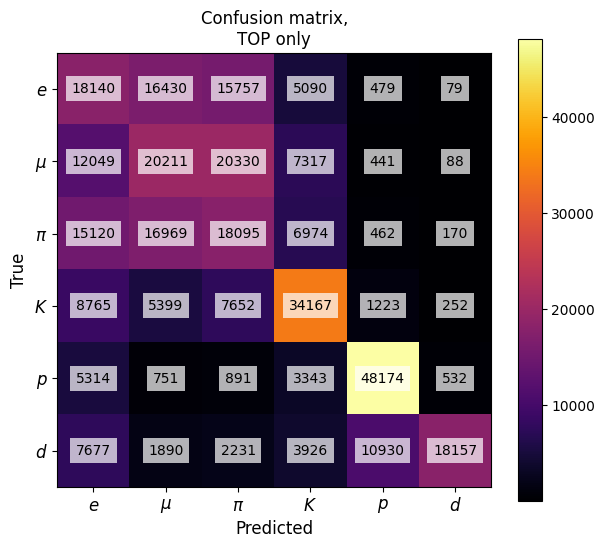 Confusion matrix,
TOP only
True
e 18140 16430 15757 5090 479 79
μ 12049 20211 20330 7317 441 88
π 15120 16969 18095 6974 462 170
K 8765 5399 7652 34167 1223 252
p 5314 751 891 3343 48174 532
d 7677 1890 2231 3926 10930 18157
e μ π K p d
Predicted
40000
30000
20000
10000